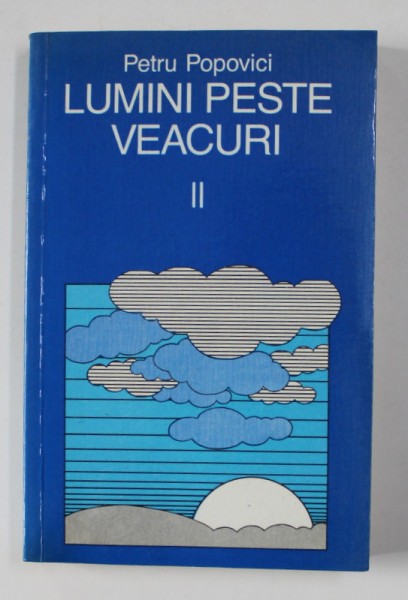 Petru Popovici
LUMINI PESTE
VEACURI
II